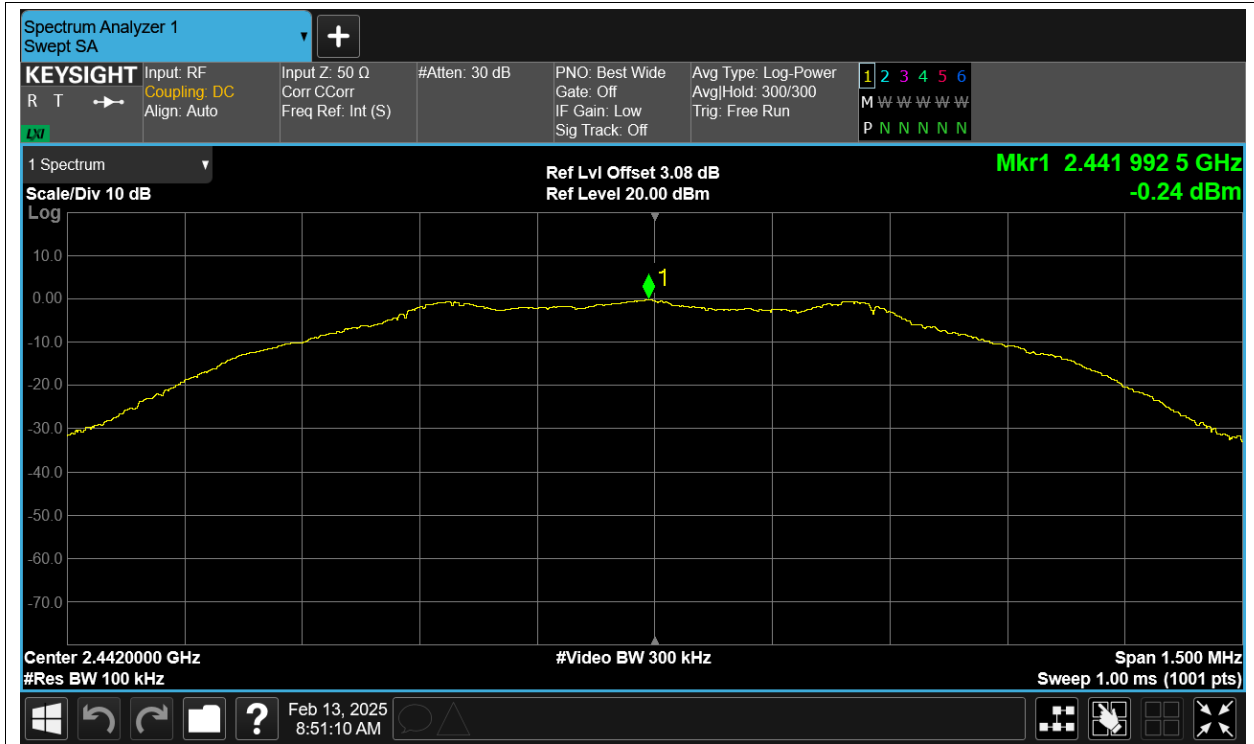 Spectrum Analyzer 1
Swept SA
KEYSIGHT
R T
LXI
Input: RF
Coupling: DC
Align: Auto
Input Z: 50 Ω
Corr CCorr
Freq Ref: Int (S)
#Atten: 30 dB
PNO: Best Wide
Gate: Off
IF Gain: Low
Sig Track: Off
Avg Type: Log-Power
Avg|Hold: 300/300
Trig: Free Run
1 2 3 4 5 6
M W W W W W
P N N N N N
1 Spectrum
Scale/Div 10 dB
Log
Ref Lvl Offset 3.08 dB
Ref Level 20.00 dBm
Mkr1 2.441 992 5 GHz
-0.24 dBm
10.0
0.00
-10.0
-20.0
-30.0
-40.0
-50.0
-60.0
-70.0
1
Center 2.4420000 GHz
#Res BW 100 kHz
#Video BW 300 kHz
Span 1.500 MHz
Sweep 1.00 ms (1001 pts)
?
Feb 13, 2025
8:51:10 AM